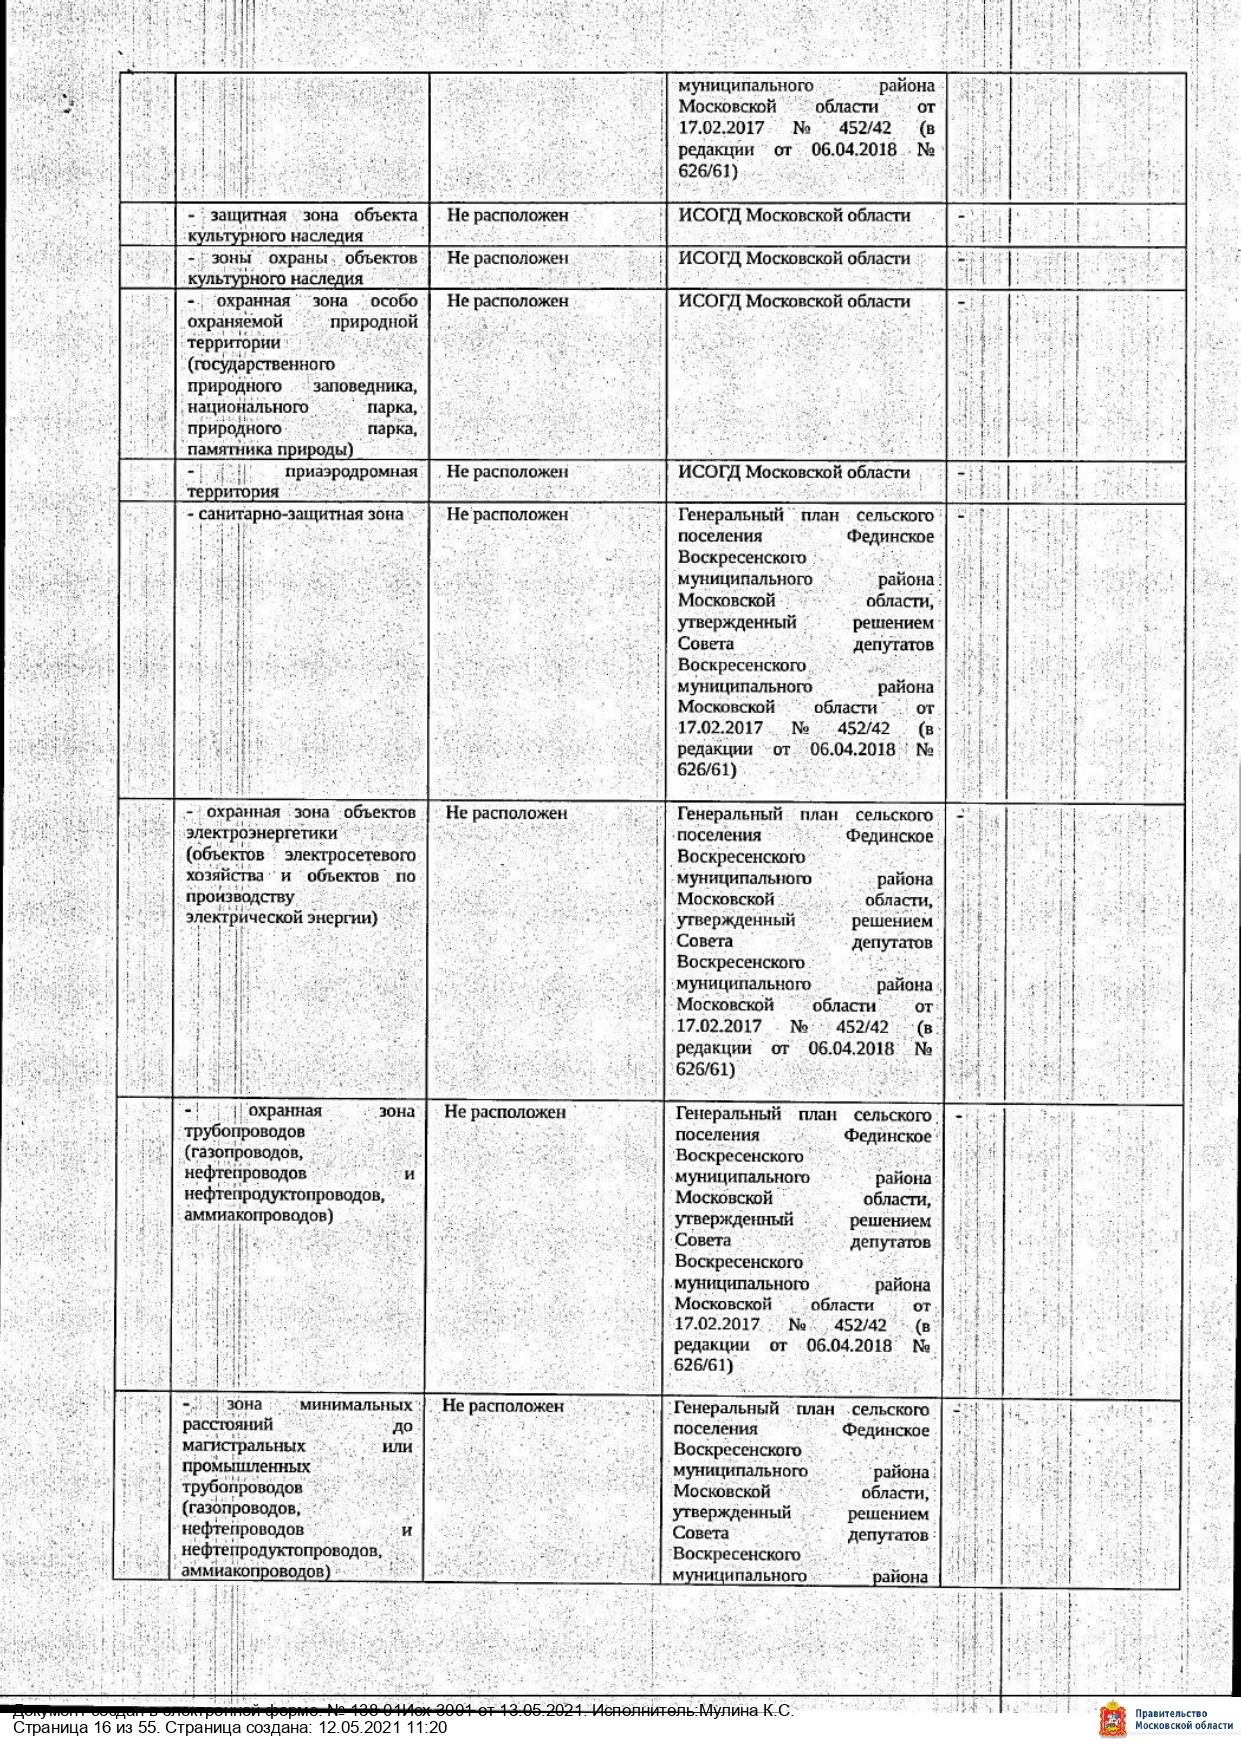 муниципального района
Московской области от
17.02.2017 № 452/42 (в
редакции от 06.04.2018 №
626/61)
- защитная зона объекта
культурного наследия
Не расположен
ИСОГД Московской области
-
- зоны охраны объектов
культурного наследия
Не расположен
ИСОГД Московской области
-
- охранная зона особо
охраняемой природной
территории
(государственного
природного заповедника,
национального парка,
природного парка,
памятника природы)
Не расположен
ИСОГД Московской области
-
- приаэродромная
территория
Не расположен
ИСОГД Московской области
-
- санитарно-защитная зона
Не расположен
Генеральный план сельского
поселения Фединское
Воскресенского
муниципального района
Московской области,
утвержденный решением
Совета депутатов
Воскресенского
муниципального района
Московской области от
17.02.2017 № 452/42 (в
редакции от 06.04.2018 №
626/61)
-
- охранная зона объектов
электроэнергетики
(объектов электросетевого
хозяйства и объектов по
производству
электрической энергии)
Не расположен
Генеральный план сельского
поселения Фединское
Воскресенского
муниципального района
Московской области,
утвержденный решением
Совета депутатов
Воскресенского
муниципального района
Московской области от
17.02.2017 № 452/42 (в
редакции от 06.04.2018 №
626/61)
-
- охранная зона
трубопроводов
(газопроводов,
нефтепроводов и
нефтепродуктопроводов,
аммиакопроводов)
Не расположен
Генеральный план сельского
поселения Фединское
Воскресенского
муниципального района
Московской области,
утвержденный решением
Совета депутатов
Воскресенского
муниципального района
Московской области от
17.02.2017 № 452/42 (в
редакции от 06.04.2018 №
626/61)
-
- зона минимальных
расстояний до
магистральных или
промышленных
трубопроводов
(газопроводов,
нефтепроводов и
нефтепродуктопроводов,
аммиакопроводов)
Не расположен
Генеральный план сельского
поселения Фединское
Воскресенского
муниципального района
Московской области,
утвержденный решением
Совета депутатов
Воскресенского
муниципального района
-
Документ создан в электронной форме. № 138-01Исх-3001 от 13.05.2021. Исполнитель:Мулина К.С.
Страница 16 из 55. Страница создана: 12.05.2021 11:20
Правительство
Московской области